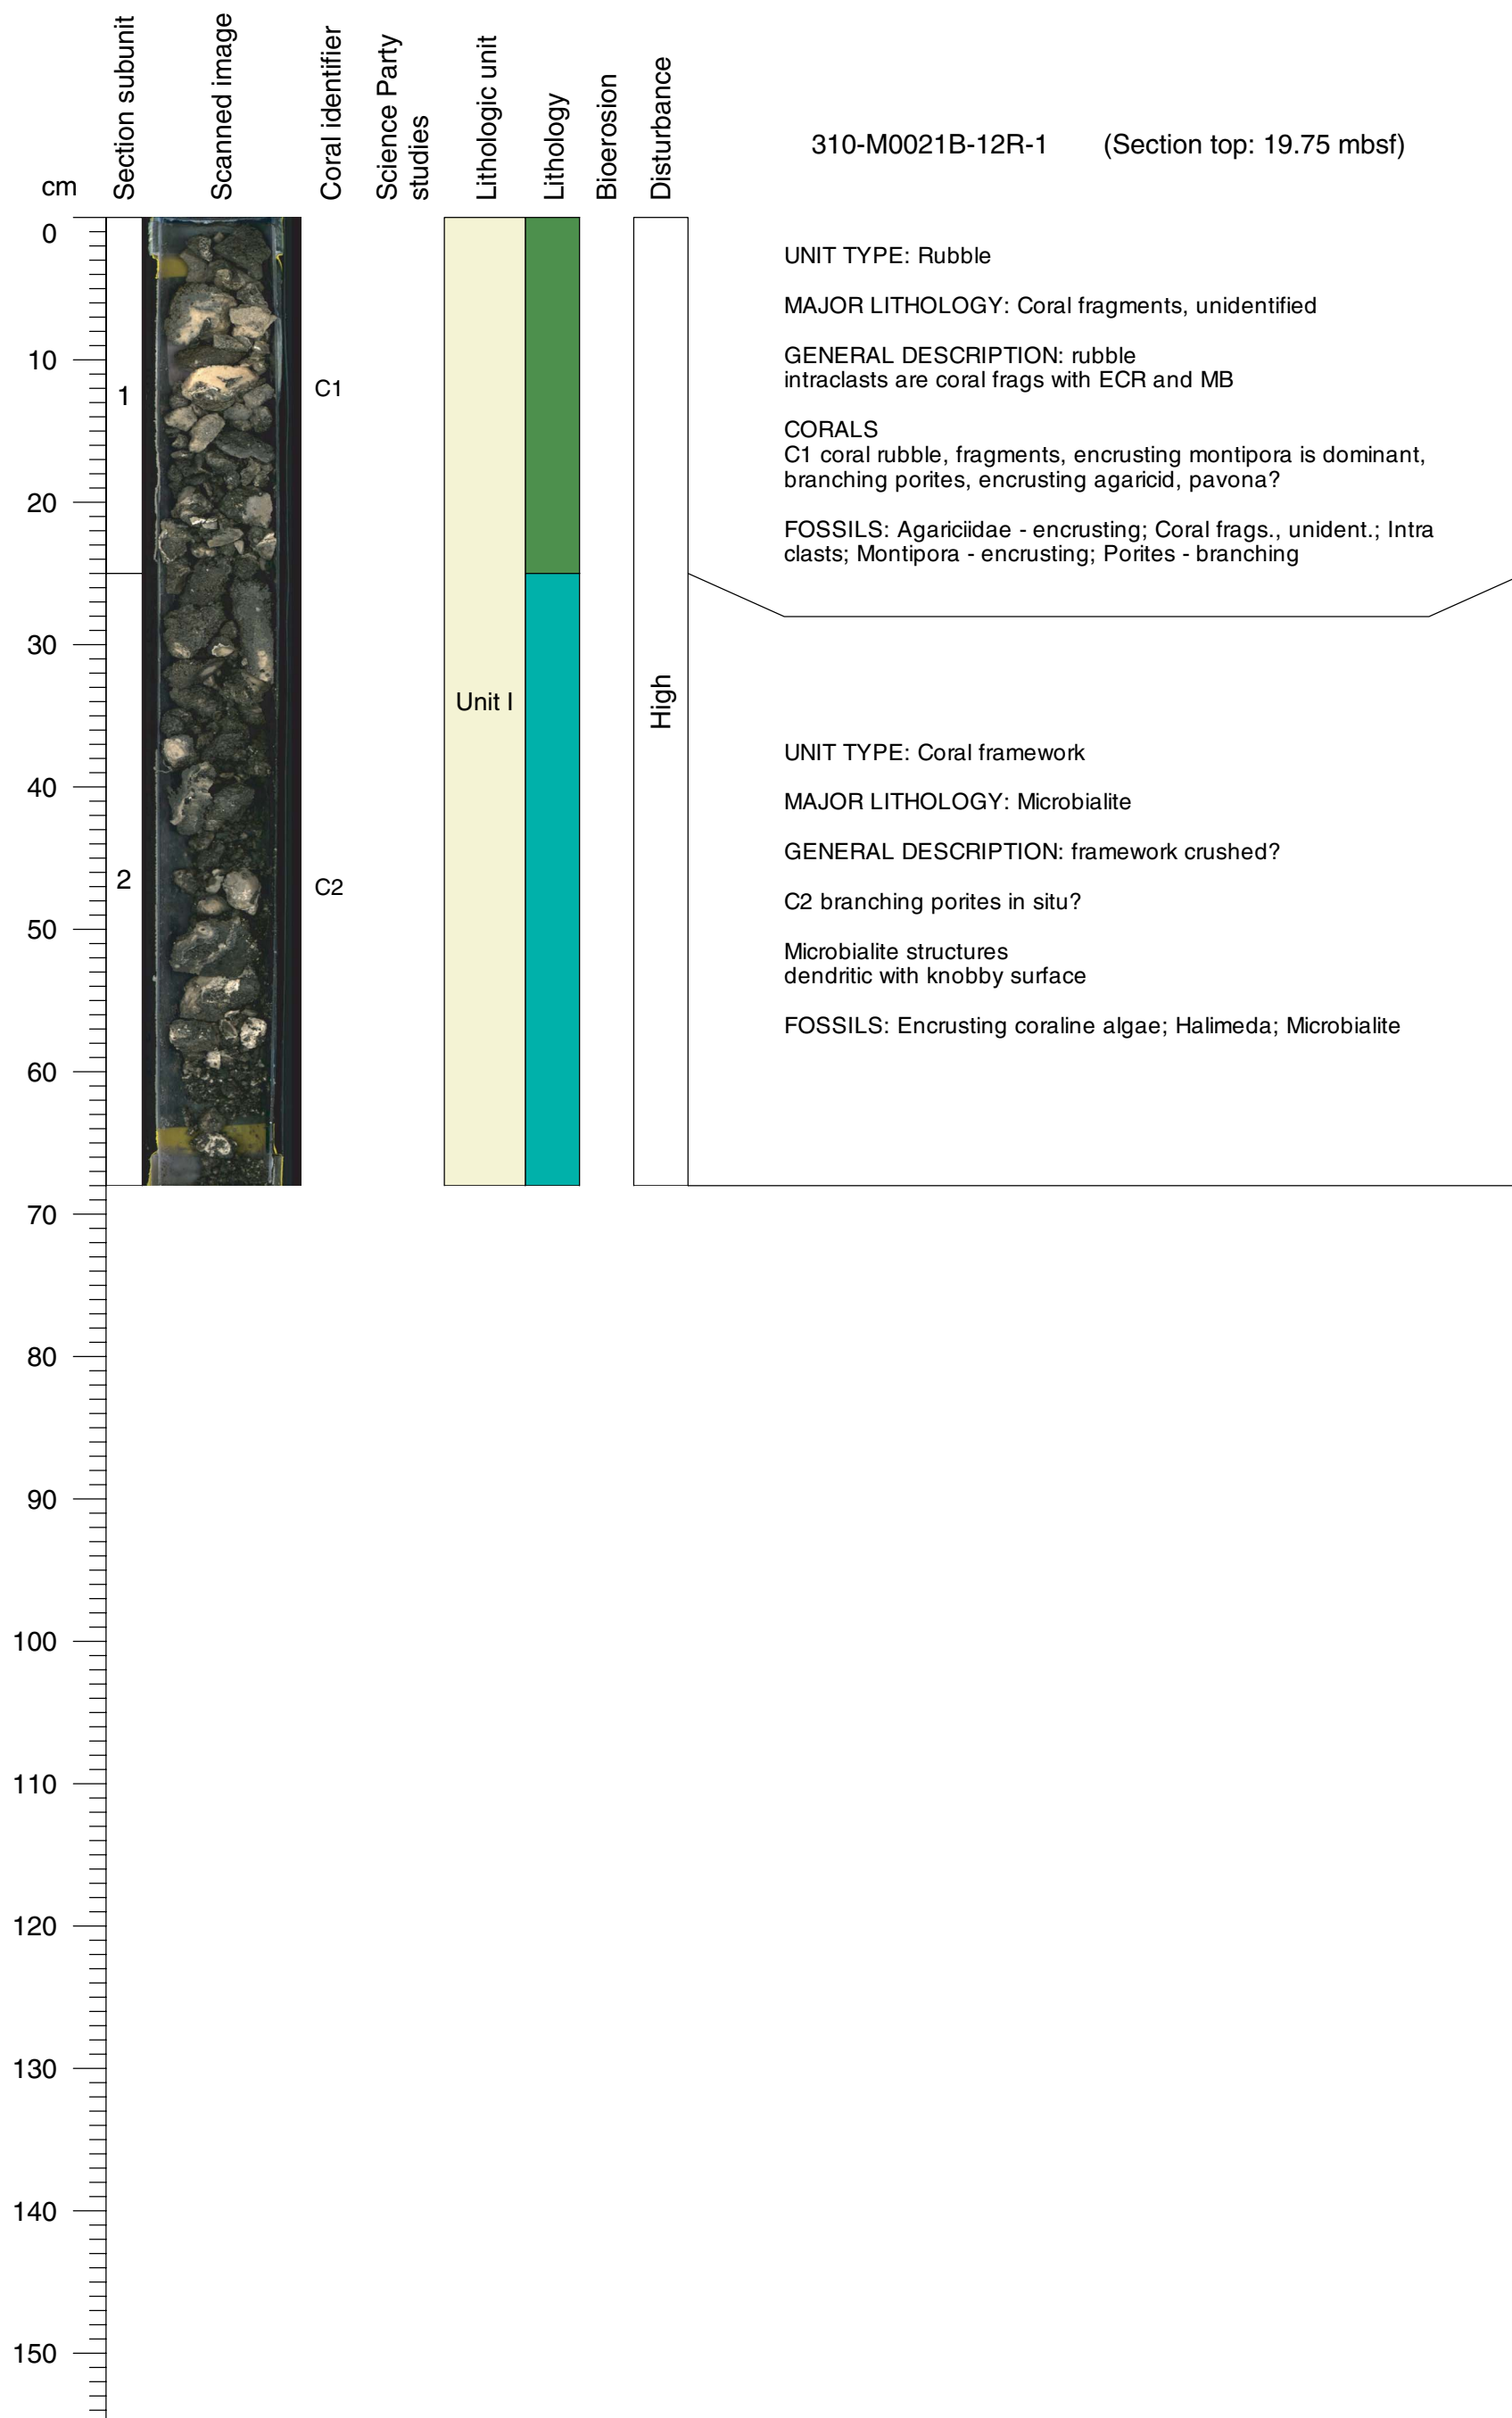 Section subunit
Scanned image
Coral identifier
Science Party
studies
Lithologic unit
Lithology
Bioerosion
Disturbance
310-M0021B-12R-1 (Section top: 19.75 mbsf)
cm
0
10
20
30
40
50
60
70
80
90
100
110
120
130
140
150
1
2
C1
C2
Unit I
High
UNIT TYPE: Rubble
MAJOR LITHOLOGY: Coral fragments, unidentified
GENERAL DESCRIPTION: rubble
intraclasts are coral frags with ECR and MB
CORALS
C1 coral rubble, fragments, encrusting montipora is dominant,
branching porites, encrusting agaricid, pavona?
FOSSILS: Agariciidae - encrusting; Coral frags., unident.; Intra
clasts; Montipora - encrusting; Porites - branching
UNIT TYPE: Coral framework
MAJOR LITHOLOGY: Microbialite
GENERAL DESCRIPTION: framework crushed?
C2 branching porites in situ?
Microbialite structures
dendritic with knobby surface
FOSSILS: Encrusting coraline algae; Halimeda; Microbialite